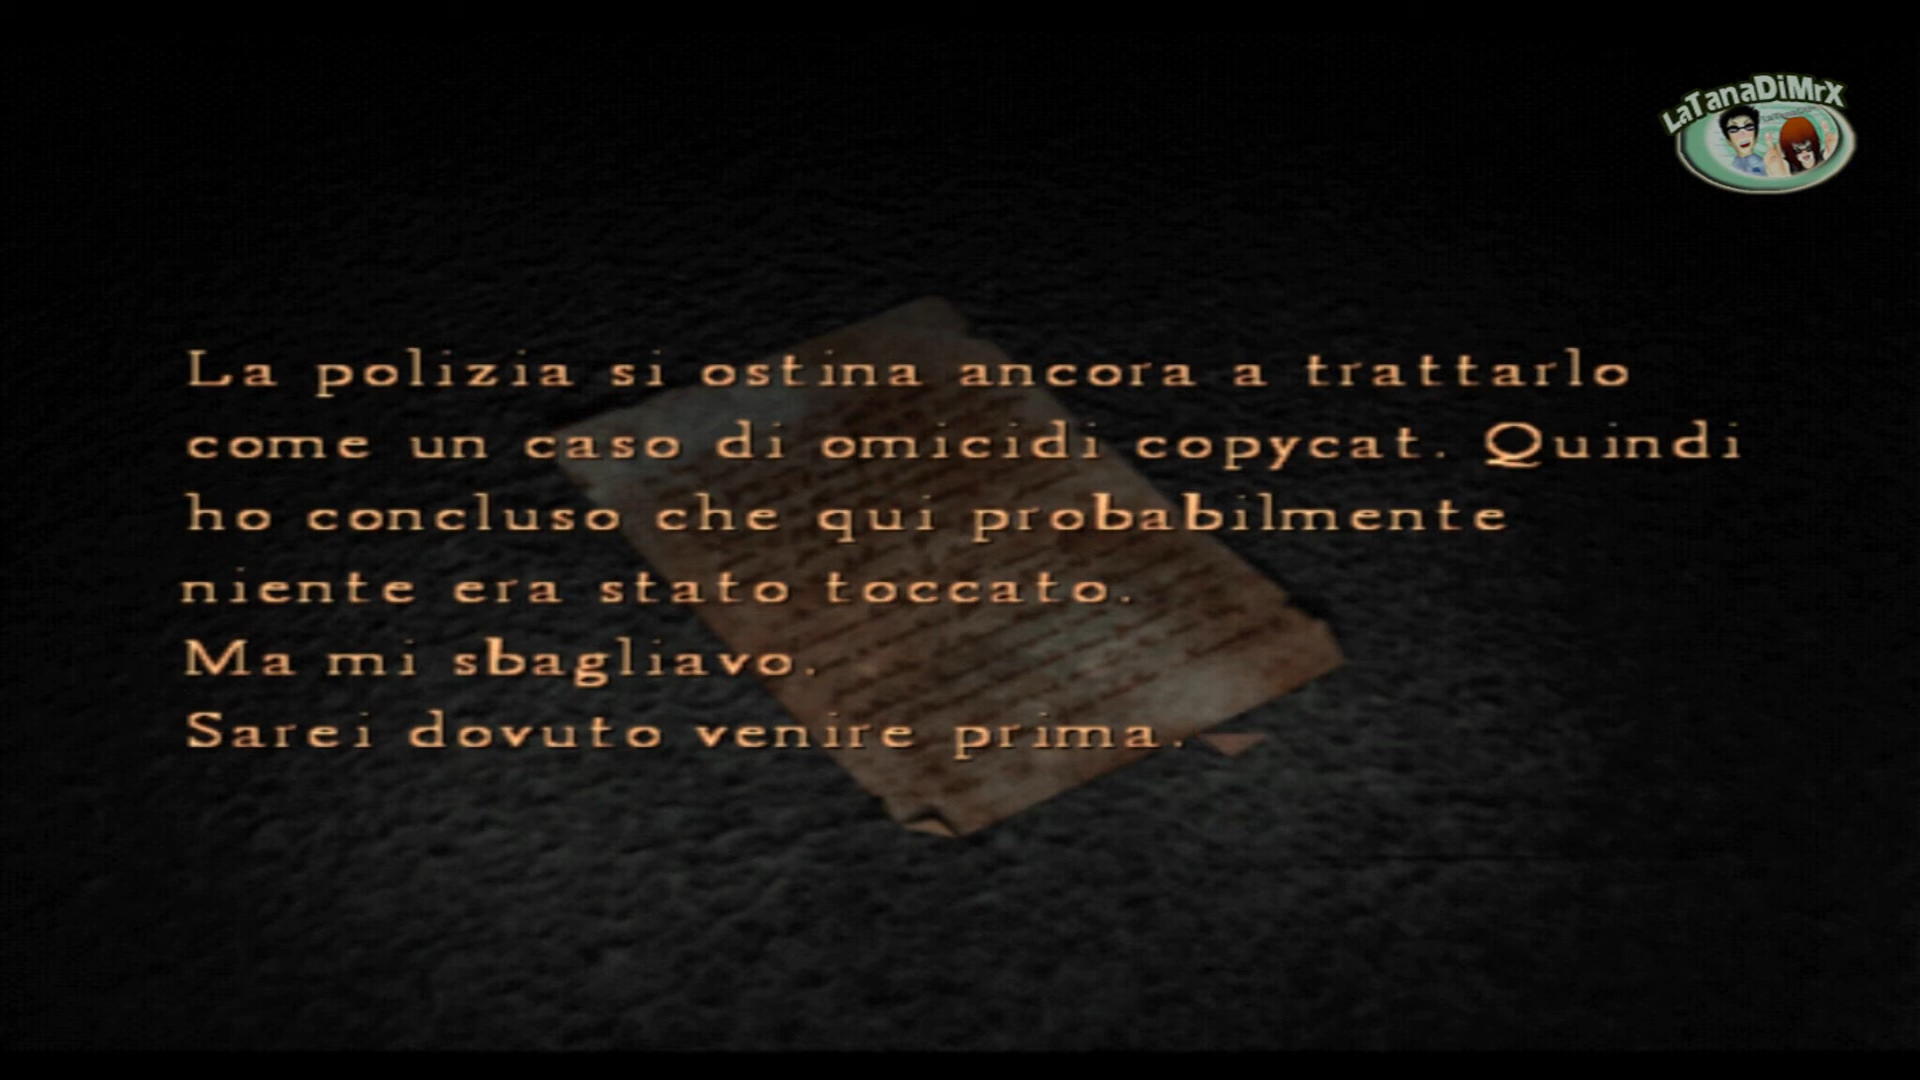 LaTanaDiMrX
La polizia si ostina ancora a trattarlo
come un caso di omicidi copycat. Quindi
ho concluso che qui probabilmente
niente era stato toccato.
Ma mi sbagliavo.
Sarei dovuto venire prima.